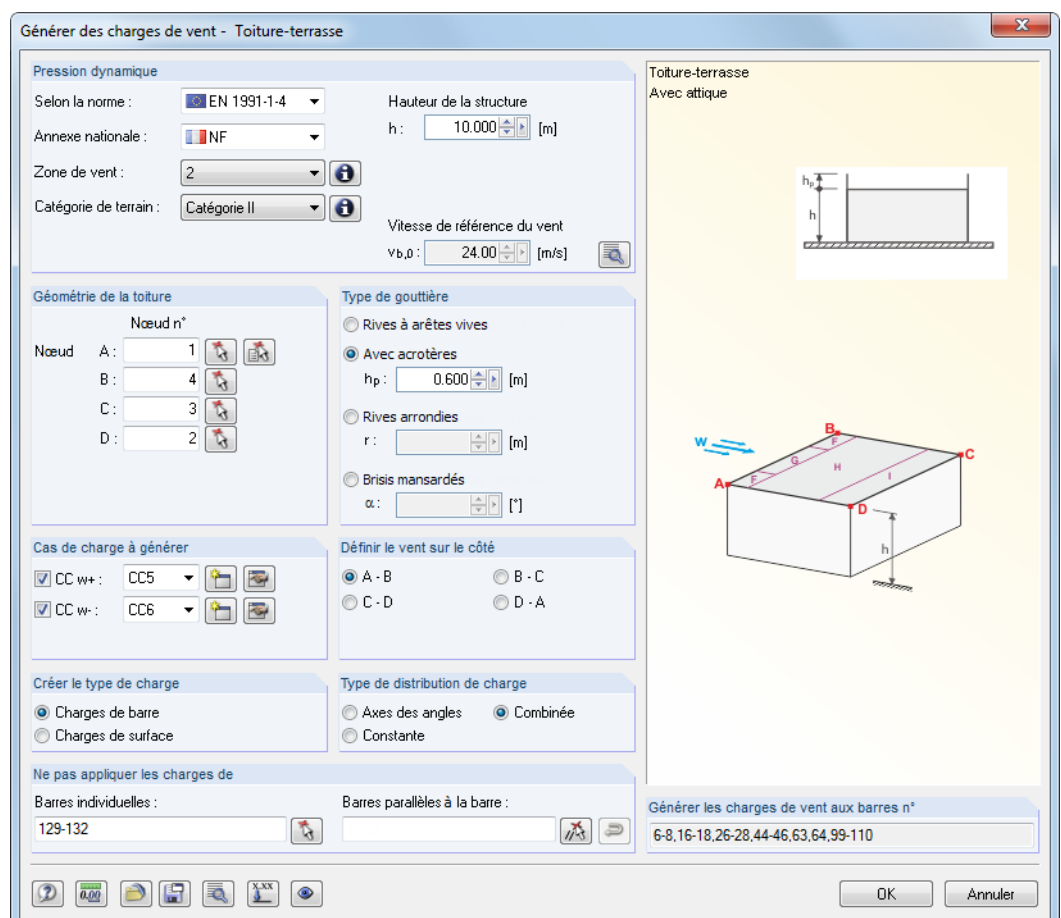 Générer des charges de vent - Toiture-terrasse
Pression dynamique
Selon la norme :
EN 1991-1-4
Hauteur de la structure
h :
10.000
[m]
Annexe nationale :
NF
Zone de vent :
2
Catégorie de terrain :
Catégorie II
Vitesse de référence du vent
vb,0 :
24.00
[m/s]
Géométrie de la toiture
Nœud n°
Nœud
A :
1
B :
4
C :
3
D :
2
Type de gouttière
Rives à arêtes vives
Avec acrotères
hp :
0.600
[m]
Rives arrondies
r :
[m]
Brisis mansardés
α :
[°]
Cas de charge à générer
CC w+ :
CC5
CC w- :
CC6
Définir le vent sur le côté
A - B
B - C
C - D
D - A
Créer le type de charge
Charges de barre
Charges de surface
Type de distribution de charge
Axes des angles
Combinée
Constante
Ne pas appliquer les charges de
Barres individuelles :
129-132
Barres parallèles à la barre :
Toiture-terrasse
Avec attique
hp
h
W
B
F
G
H
I
C
F
A
D
h
Générer les charges de vent aux barres n°
6-8,16-18,26-28,44-46,63,64,99-110
0.00
x.xx
OK
Annuler